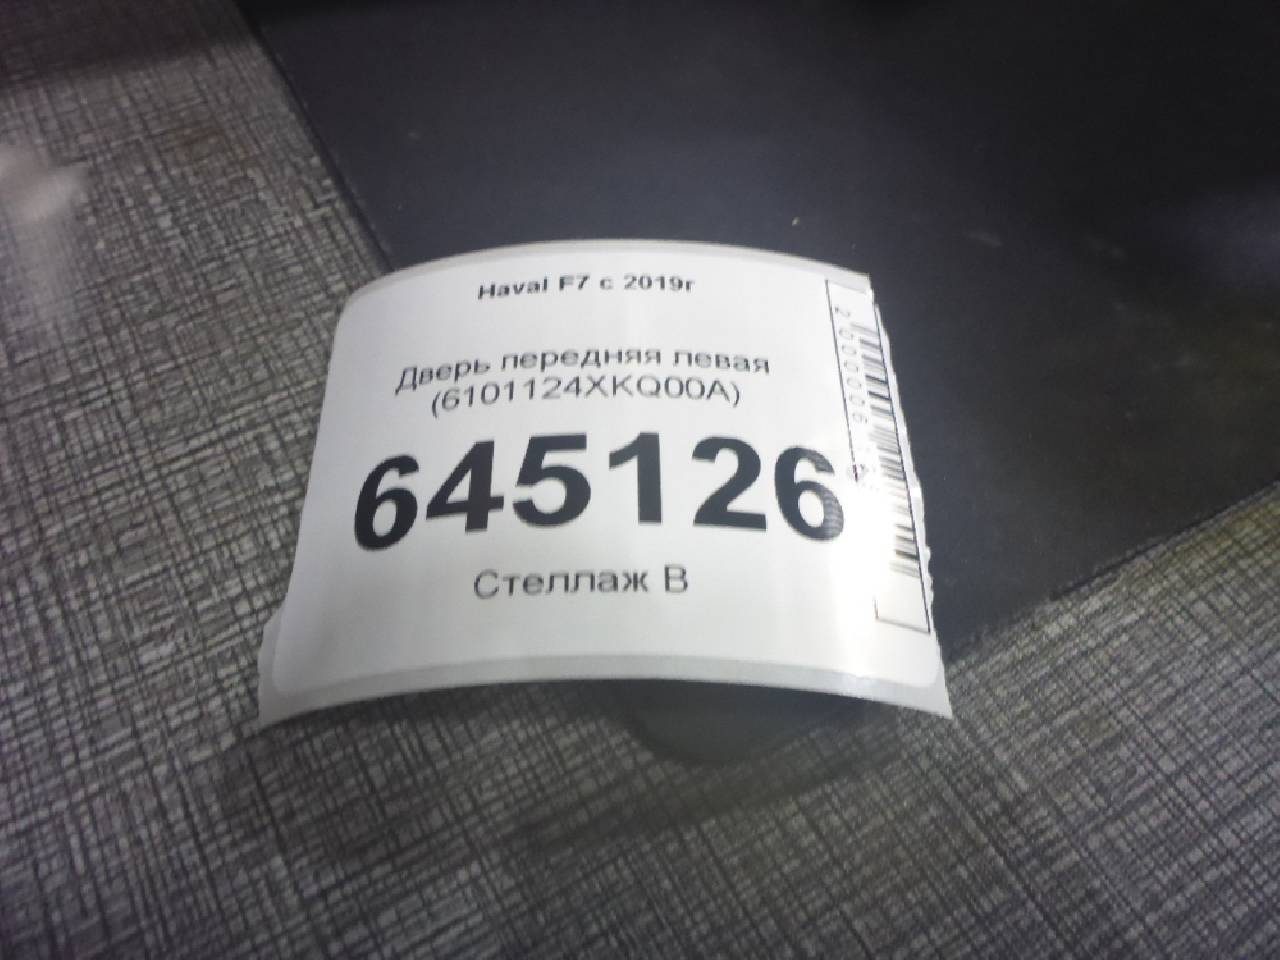 Haval F7 с 2019г
Дверь передняя левая
(6101124XKQ00A)
645126
Стеллаж В